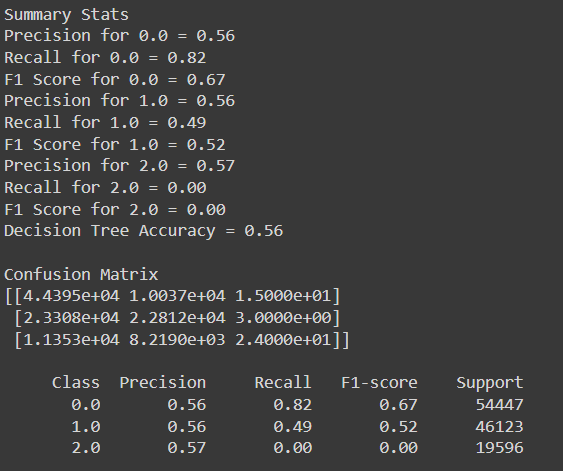 Summary Stats
Precision for 0.0 = 0.56
Recall for 0.0 = 0.82
F1 Score for 0.0 = 0.67
Precision for 1.0 = 0.56
Recall for 1.0 = 0.49
F1 Score for 1.0 = 0.52
Precision for 2.0 = 0.57
Recall for 2.0 = 0.00
F1 Score for 2.0 = 0.00
Decision Tree Accuracy = 0.56
Confusion Matrix
[[4.4395e+04 1.0037e+04 1.5000e+01]
[2.3308e+04 2.2812e+04 3.0000e+00]
[1.1353e+04 8.2190e+03 2.4000e+01]]
Class Precision Recall F1-score Support
0.0 0.56 0.82 0.67 54447
1.0 0.56 0.49 0.52 46123
2.0 0.57 0.00 0.00 19596